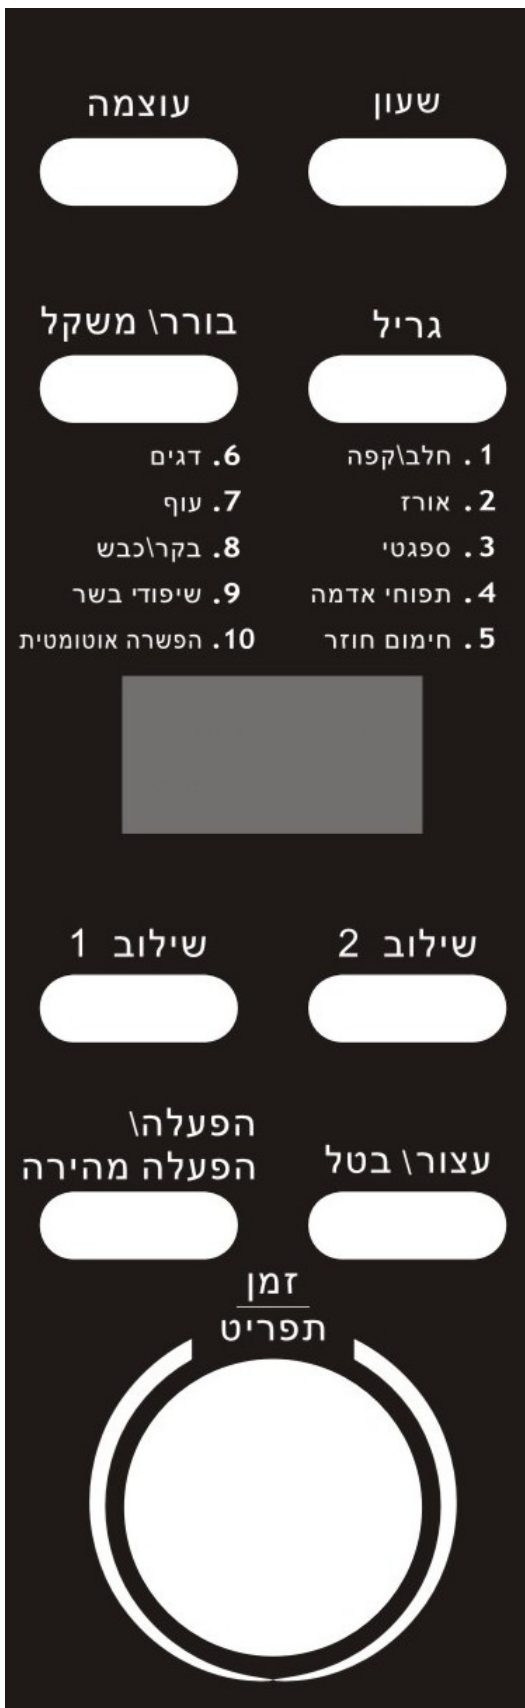 שעון
עוצמה
גריל
בורר\ משקל
1. חלב\קפה
2. אורז
3. ספגטי
4. תפוחי אדמה
5. חימום חוזר
6. דגים
7. עוף
8. בקר\כבש
9. שיפודי בשר
10. הפשרה אוטומטית
שילוב 2
שילוב 1
עצור\ בטל
הפעלה\
הפעלה מהירה
זמן
תפריט